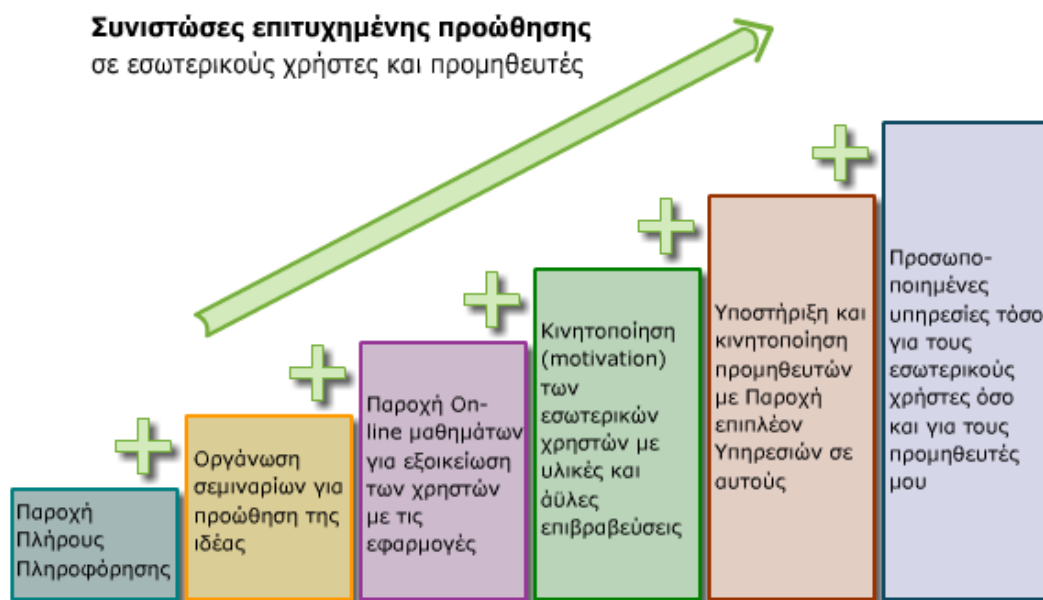 Συνιστώσες επιτυχημένης προώθησης
σε εσωτερικούς χρήστες και προμηθευτές
Παροχή
Πλήρους
Πληροφόρησης
Οργάνωση
σεμιναρίων για
προώθηση της
ιδέας
Παροχή On-
line μαθημάτων
για εξοικείωση
των χρηστών
με τις
εφαρμογές
Κινητοποίηση
(motivation)
των
εσωτερικών
χρηστών με
υλικές και
άϋλες
επιβραβεύσεις
Υποστήριξη και
κινητοποίηση
προμηθευτών
με Παροχή
επιπλέον
Υπηρεσιών σε
αυτούς
Προσωπο-
ποιημένες
υπηρεσίες τόσο
για τους
εσωτερικούς
χρήστες όσο
και για τους
προμηθευτές
μου